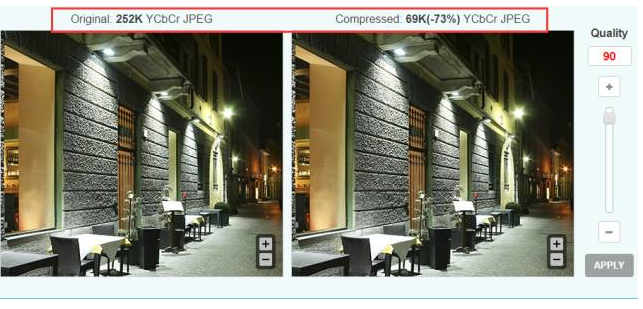 Original: 252K YCbCr JPEG
Compressed: 69K(-73%) YCbCr JPEG
Quality
90
+
+
−
+
−
−
APPLY